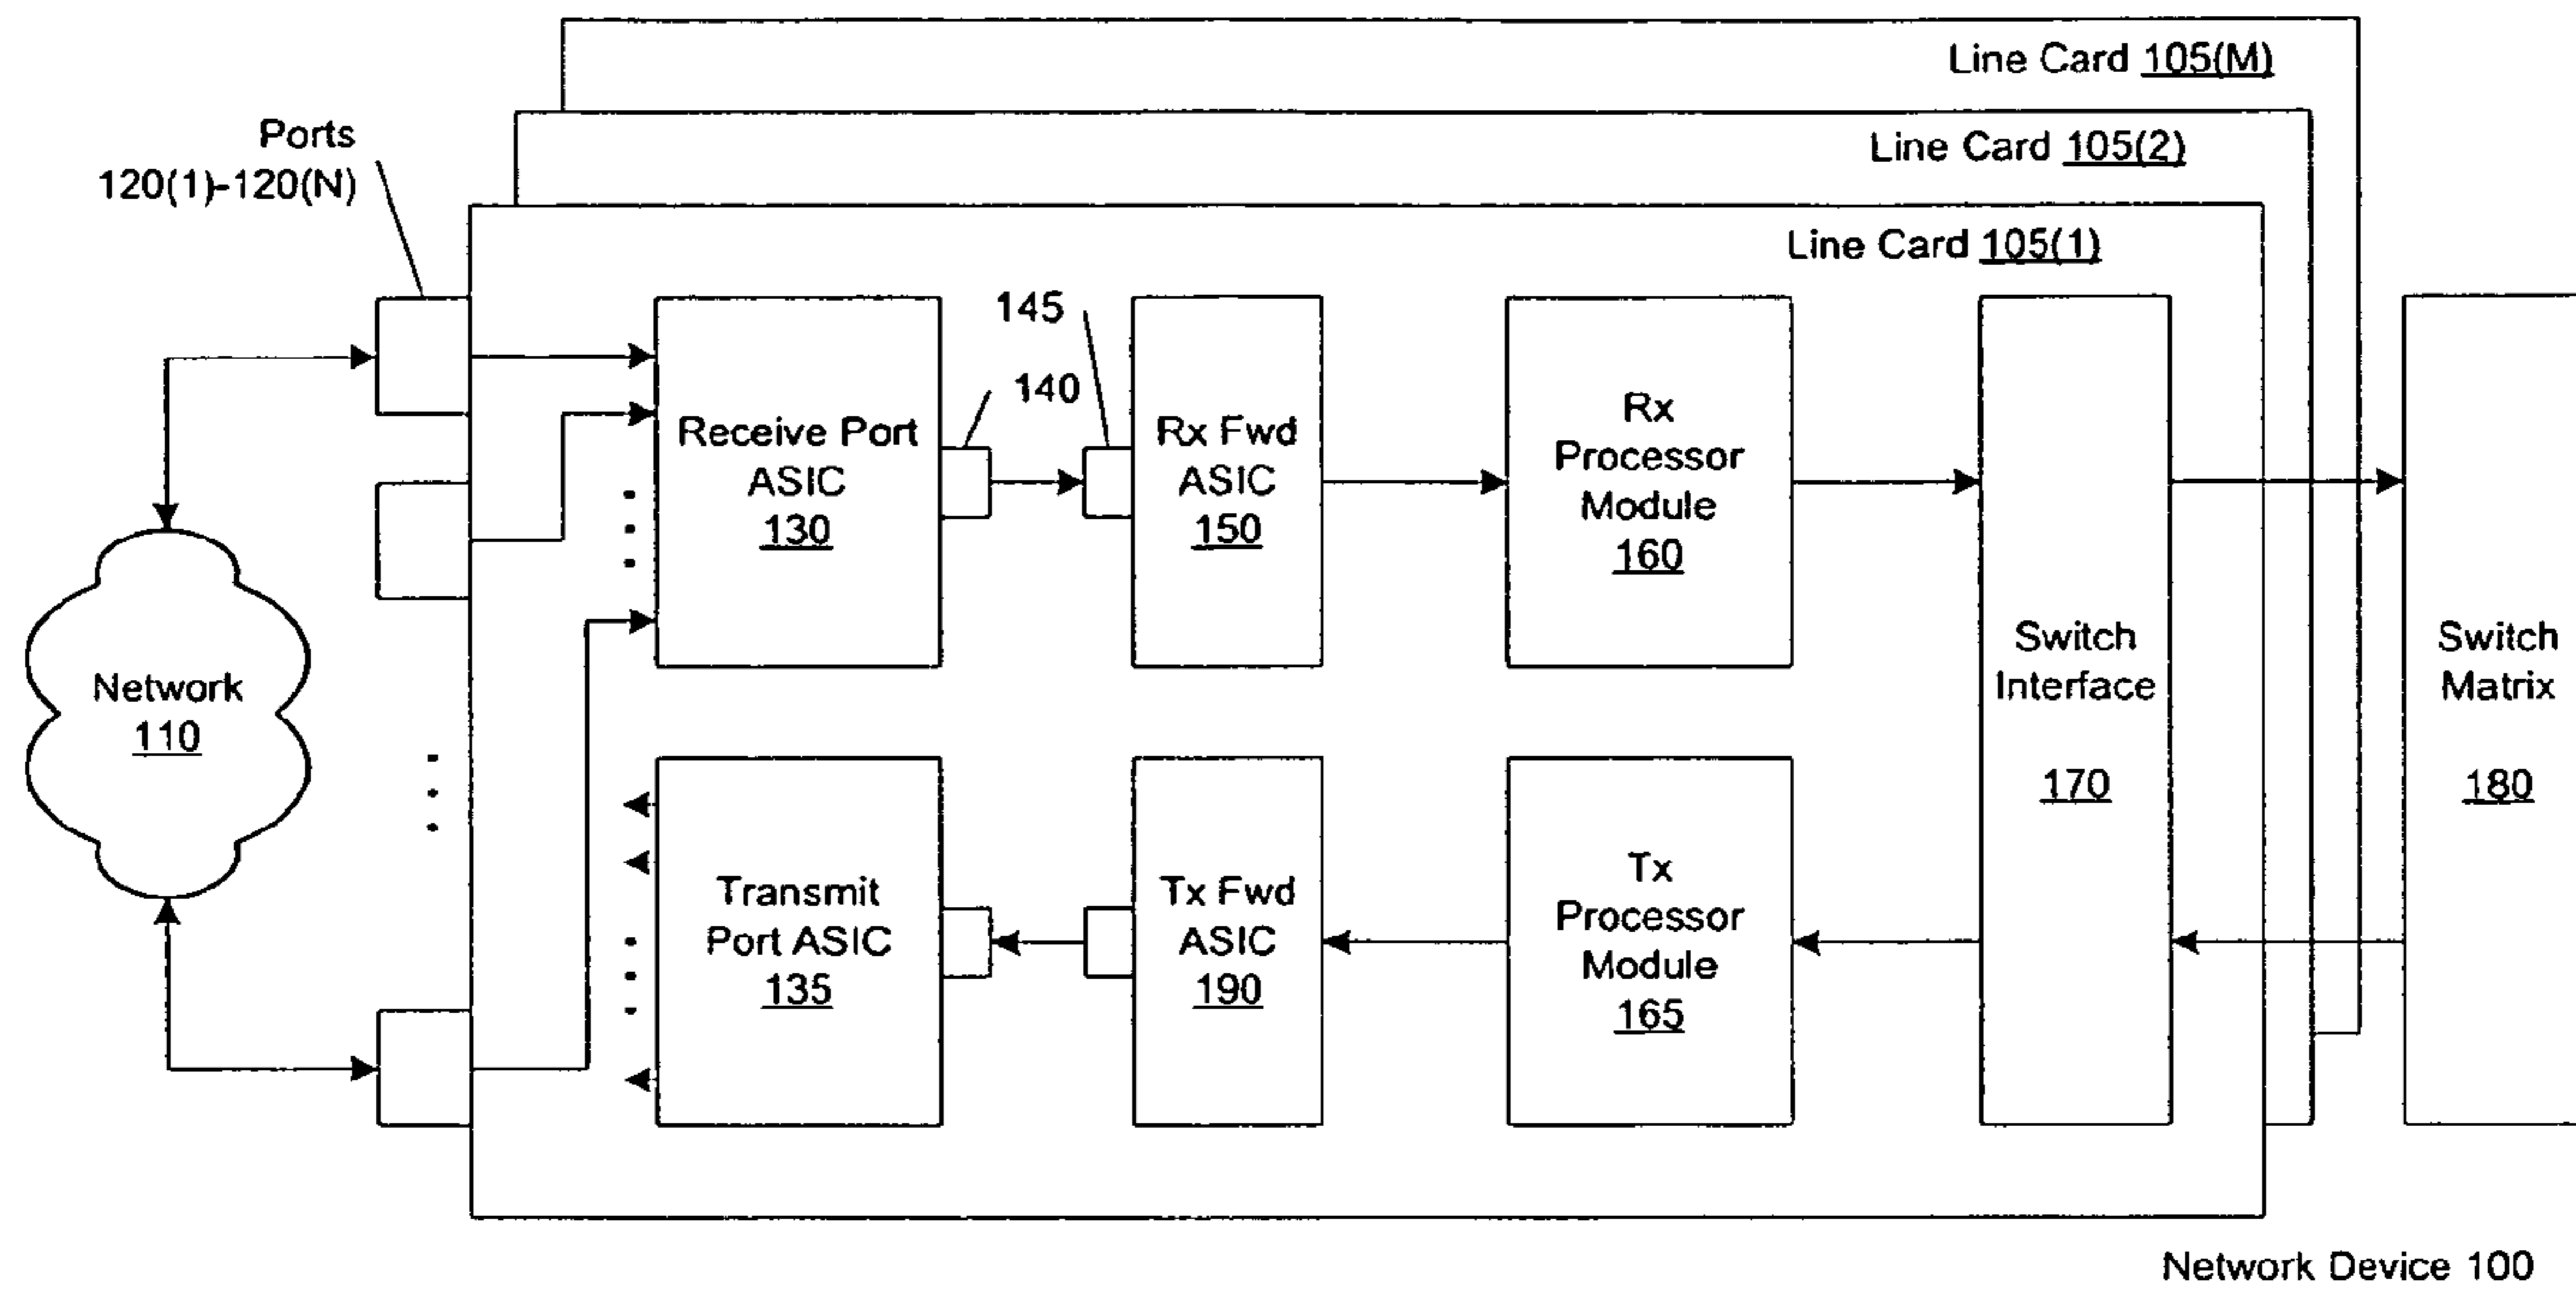 Line Card 105(M)
Line Card 105(2)
Line Card 105(1)
Ports
120(1)-120(N)
145
140
Receive Port
ASIC
130
Rx Fwd
ASIC
150
Rx
Processor
Module
160
Switch
Interface
170
Switch
Matrix
180
Network
110
Transmit
Port ASIC
135
Tx Fwd
ASIC
190
Tx
Processor
Module
165
Network Device 100